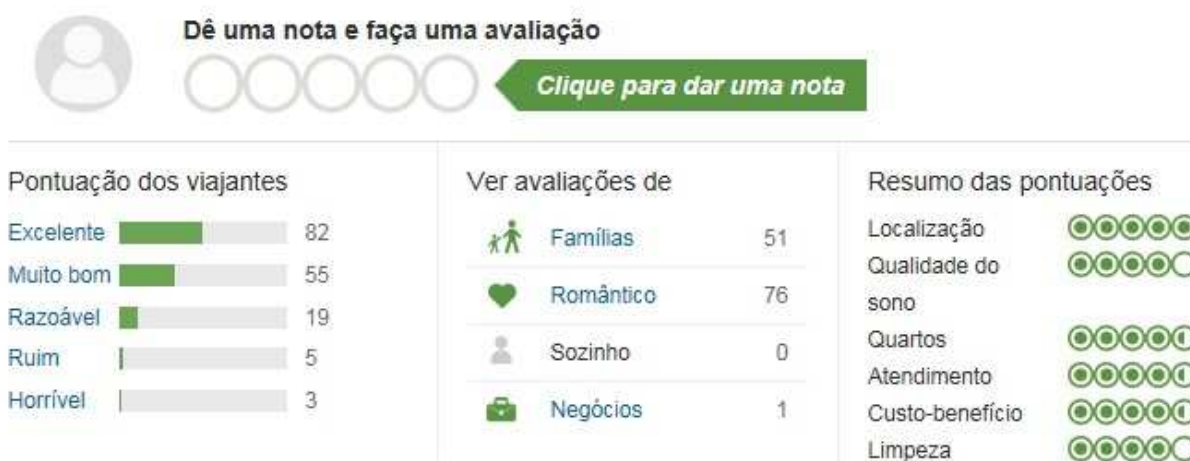 Dê uma nota e faça uma avaliação
Clique para dar uma nota
Pontuação dos viajantes
Excelente 82
Muito bom 55
Razoável 19
Ruim 5
Horrível 3
Ver avaliações de
Famílias 51
Romântico 76
Sozinho 0
Negócios 1
Resumo das pontuações
Localização
Qualidade do
sono
Quartos
Atendimento
Custo-benefício
Limpeza